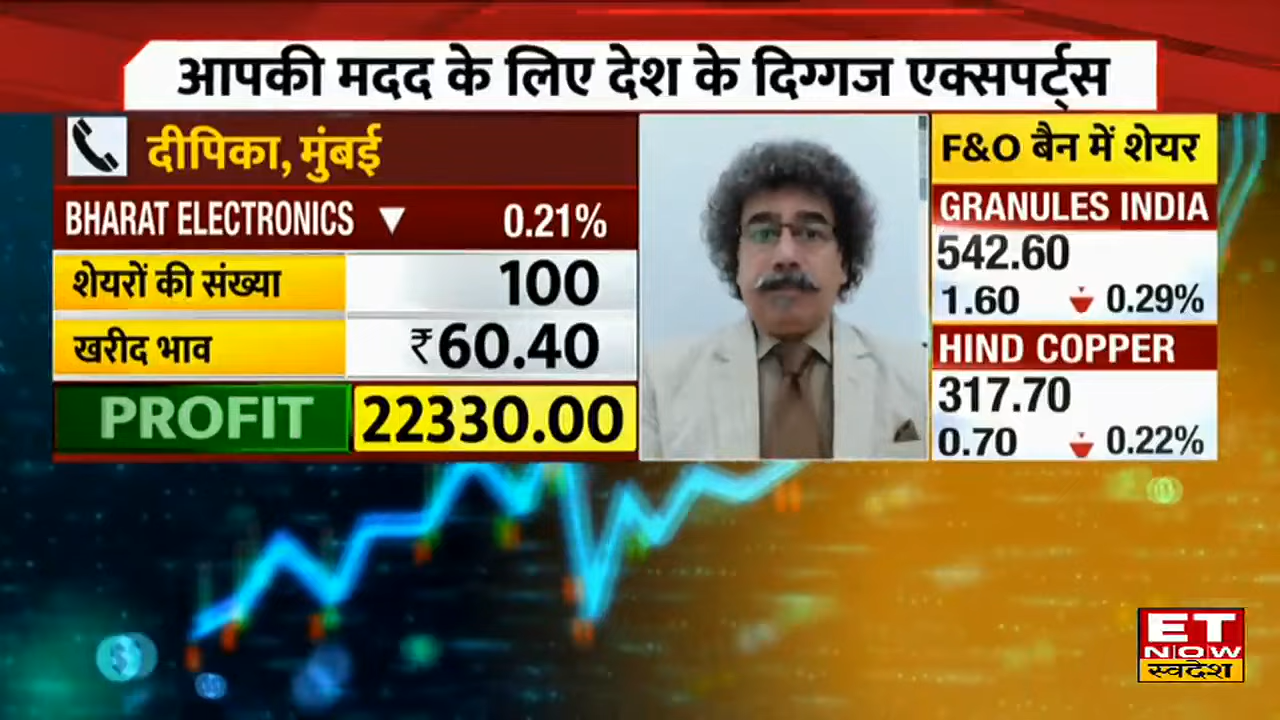 आपकी मदद के लिए देश के दिग्गज एक्सपर्ट्स
दीपिका, मुंबई
BHARAT ELECTRONICS ▼ 0.21%
शेयरों की संख्या 100
खरीद भाव ₹60.40
PROFIT 22330.00
F&O बैन में शेयर
GRANULES INDIA
542.60
1.60 0.29%
HIND COPPER
317.70
0.70 0.22%
ET
NOW
स्वदेश